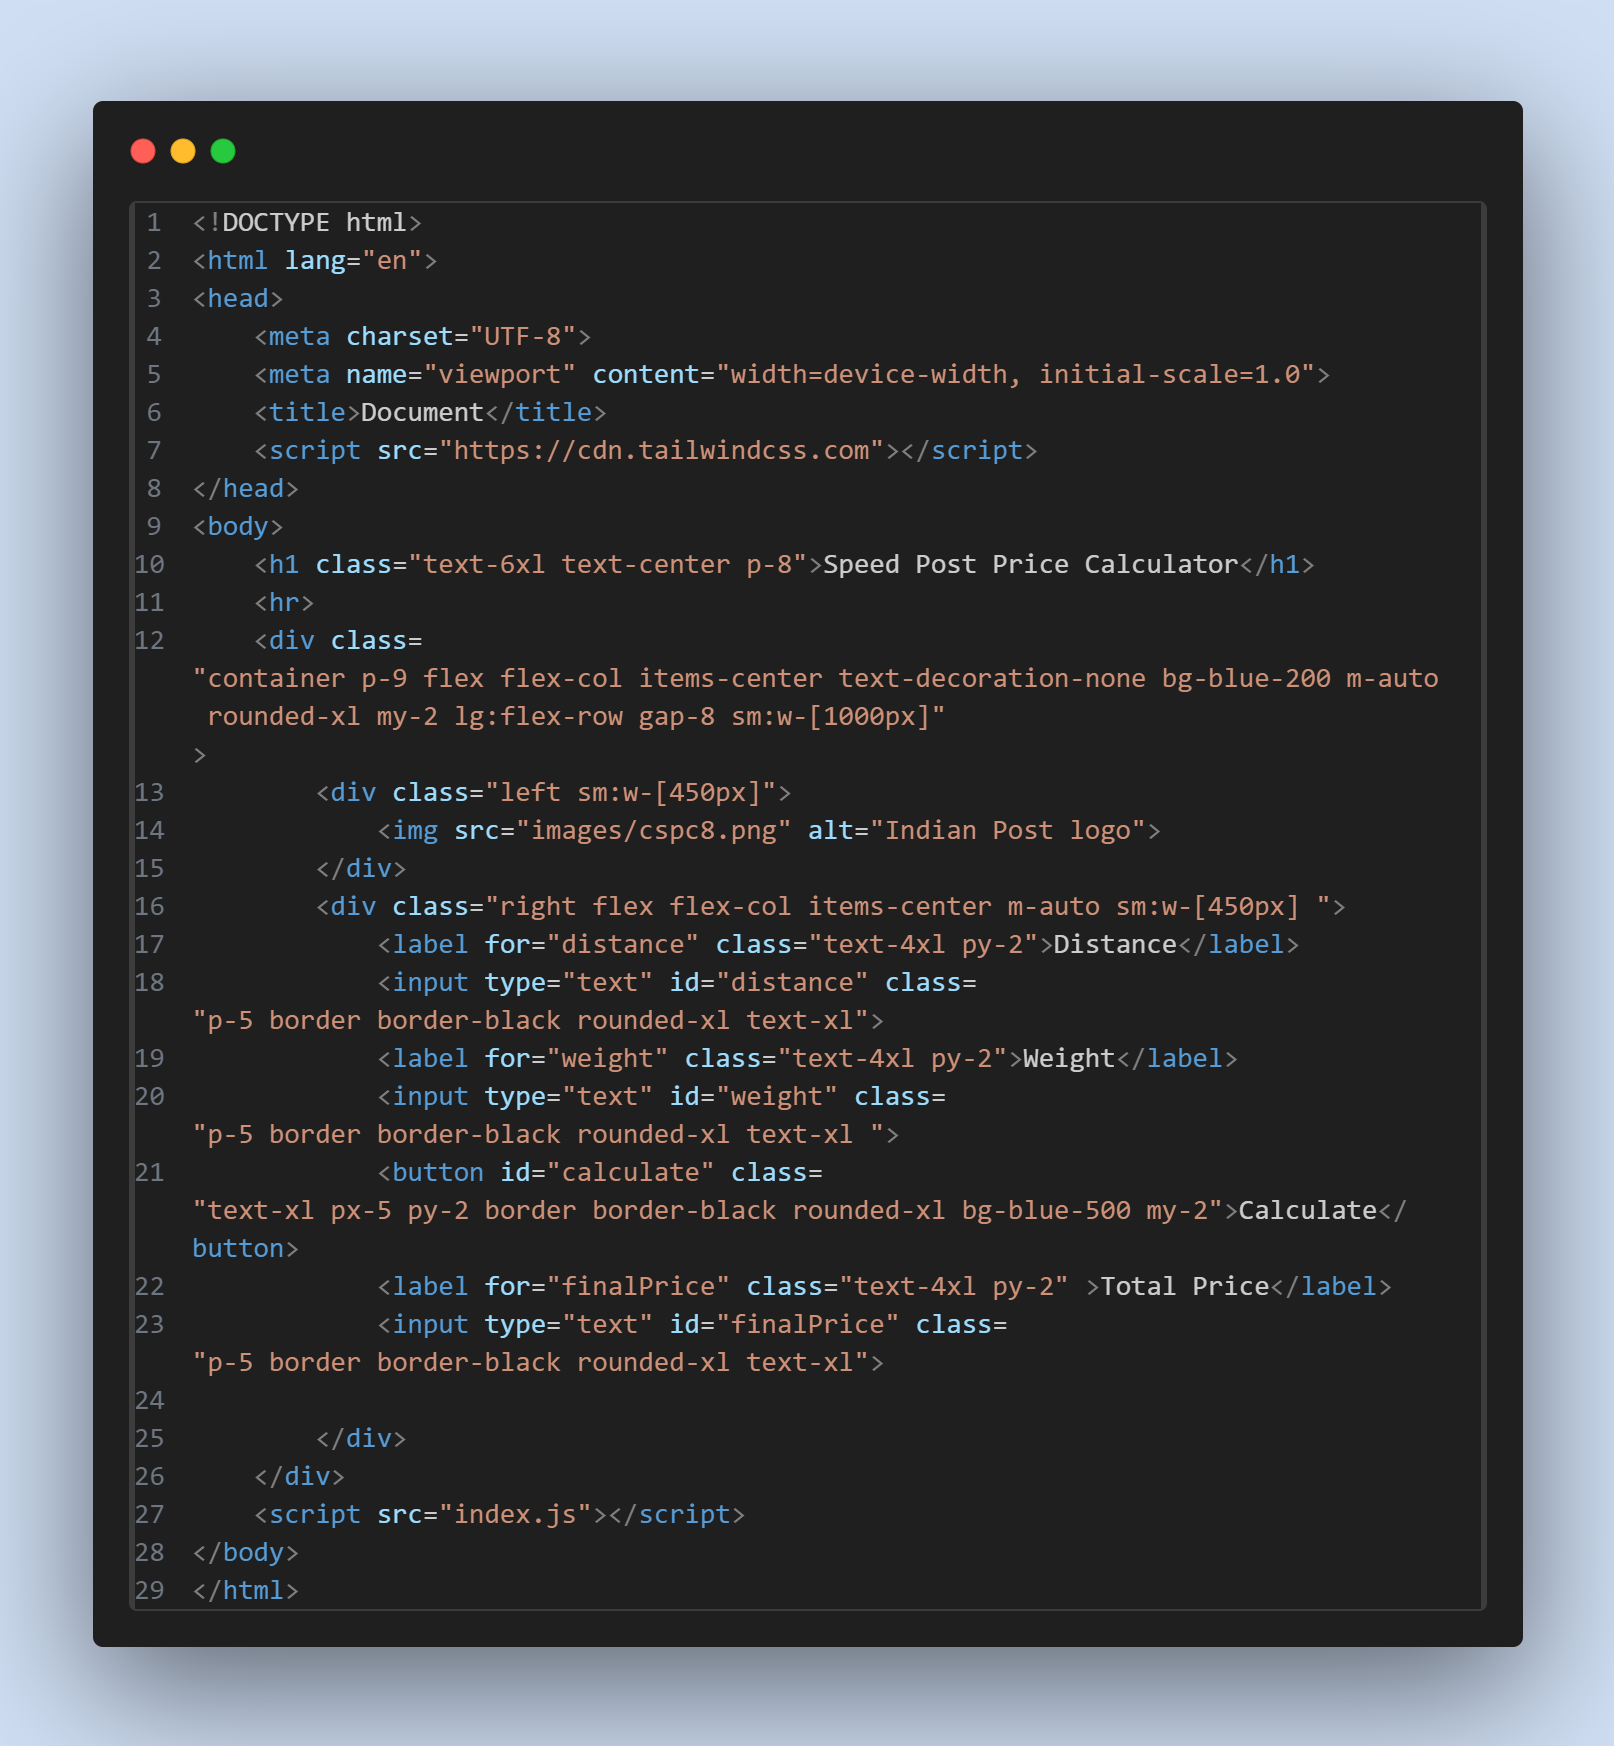 1 <!DOCTYPE html>
2 <html lang="en">
3 <head>
4     <meta charset="UTF-8">
5     <meta name="viewport" content="width=device-width, initial-scale=1.0">
6     <title>Document</title>
7     <script src="https://cdn.tailwindcss.com"></script>
8 </head>
9 <body>
10     <h1 class="text-6xl text-center p-8">Speed Post Price Calculator</h1>
11     <hr>
12     <div class=
"container p-9 flex flex-col items-center text-decoration-none bg-blue-200 m-auto
 rounded-xl my-2 lg:flex-row gap-8 sm:w-[1000px]"
>
13         <div class="left sm:w-[450px]">
14             <img src="images/cspc8.png" alt="Indian Post logo">
15         </div>
16         <div class="right flex flex-col items-center m-auto sm:w-[450px] ">
17             <label for="distance" class="text-4xl py-2">Distance</label>
18             <input type="text" id="distance" class=
"p-5 border border-black rounded-xl text-xl">
19             <label for="weight" class="text-4xl py-2">Weight</label>
20             <input type="text" id="weight" class=
"p-5 border border-black rounded-xl text-xl ">
21             <button id="calculate" class=
"text-xl px-5 py-2 border border-black rounded-xl bg-blue-500 my-2">Calculate</
button>
22             <label for="finalPrice" class="text-4xl py-2" >Total Price</label>
23             <input type="text" id="finalPrice" class=
"p-5 border border-black rounded-xl text-xl">
24
25         </div>
26     </div>
27     <script src="index.js"></script>
28 </body>
29 </html>